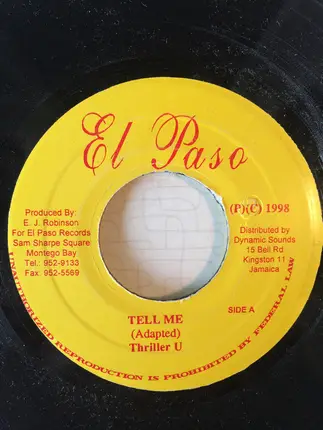 El Paso
Produced By:
E. J. Robinson
For El Paso Records
Sam Sharpe Square
Montego Bay
Tel.: 952-9133
Fax. 952-5569
(P)(C) 1998
Distributed by
Dynamic Sounds
15 Bell Rd
Kingston 11
Jamaica
SIDE A
TELL ME
(Adapted)
Thriller U
UNAUTHORIZED REPRODUCTION IS PROHIBITED BY FEDERAL LAW